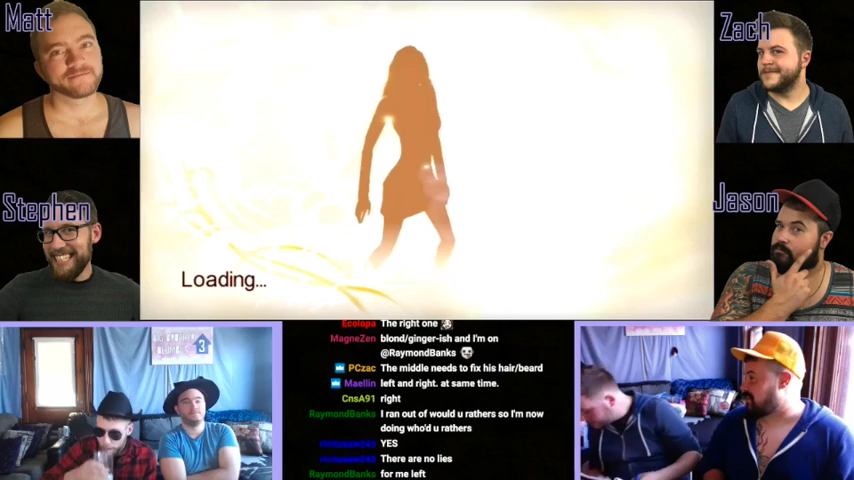 Matt
Zach
Stephen
Jason
Loading...
Ecolopa The right one
MagneZen blond/ginger-ish and I'm on
@RaymondBanks
PCzac The middle needs to fix his hair/beard
Maellin left and right. at same time.
CnsA91 right
RaymondBanks I ran out of would u rathers so I'm now
doing who'd u rathers
YES
There are no lies
RaymondBanks for me left
3